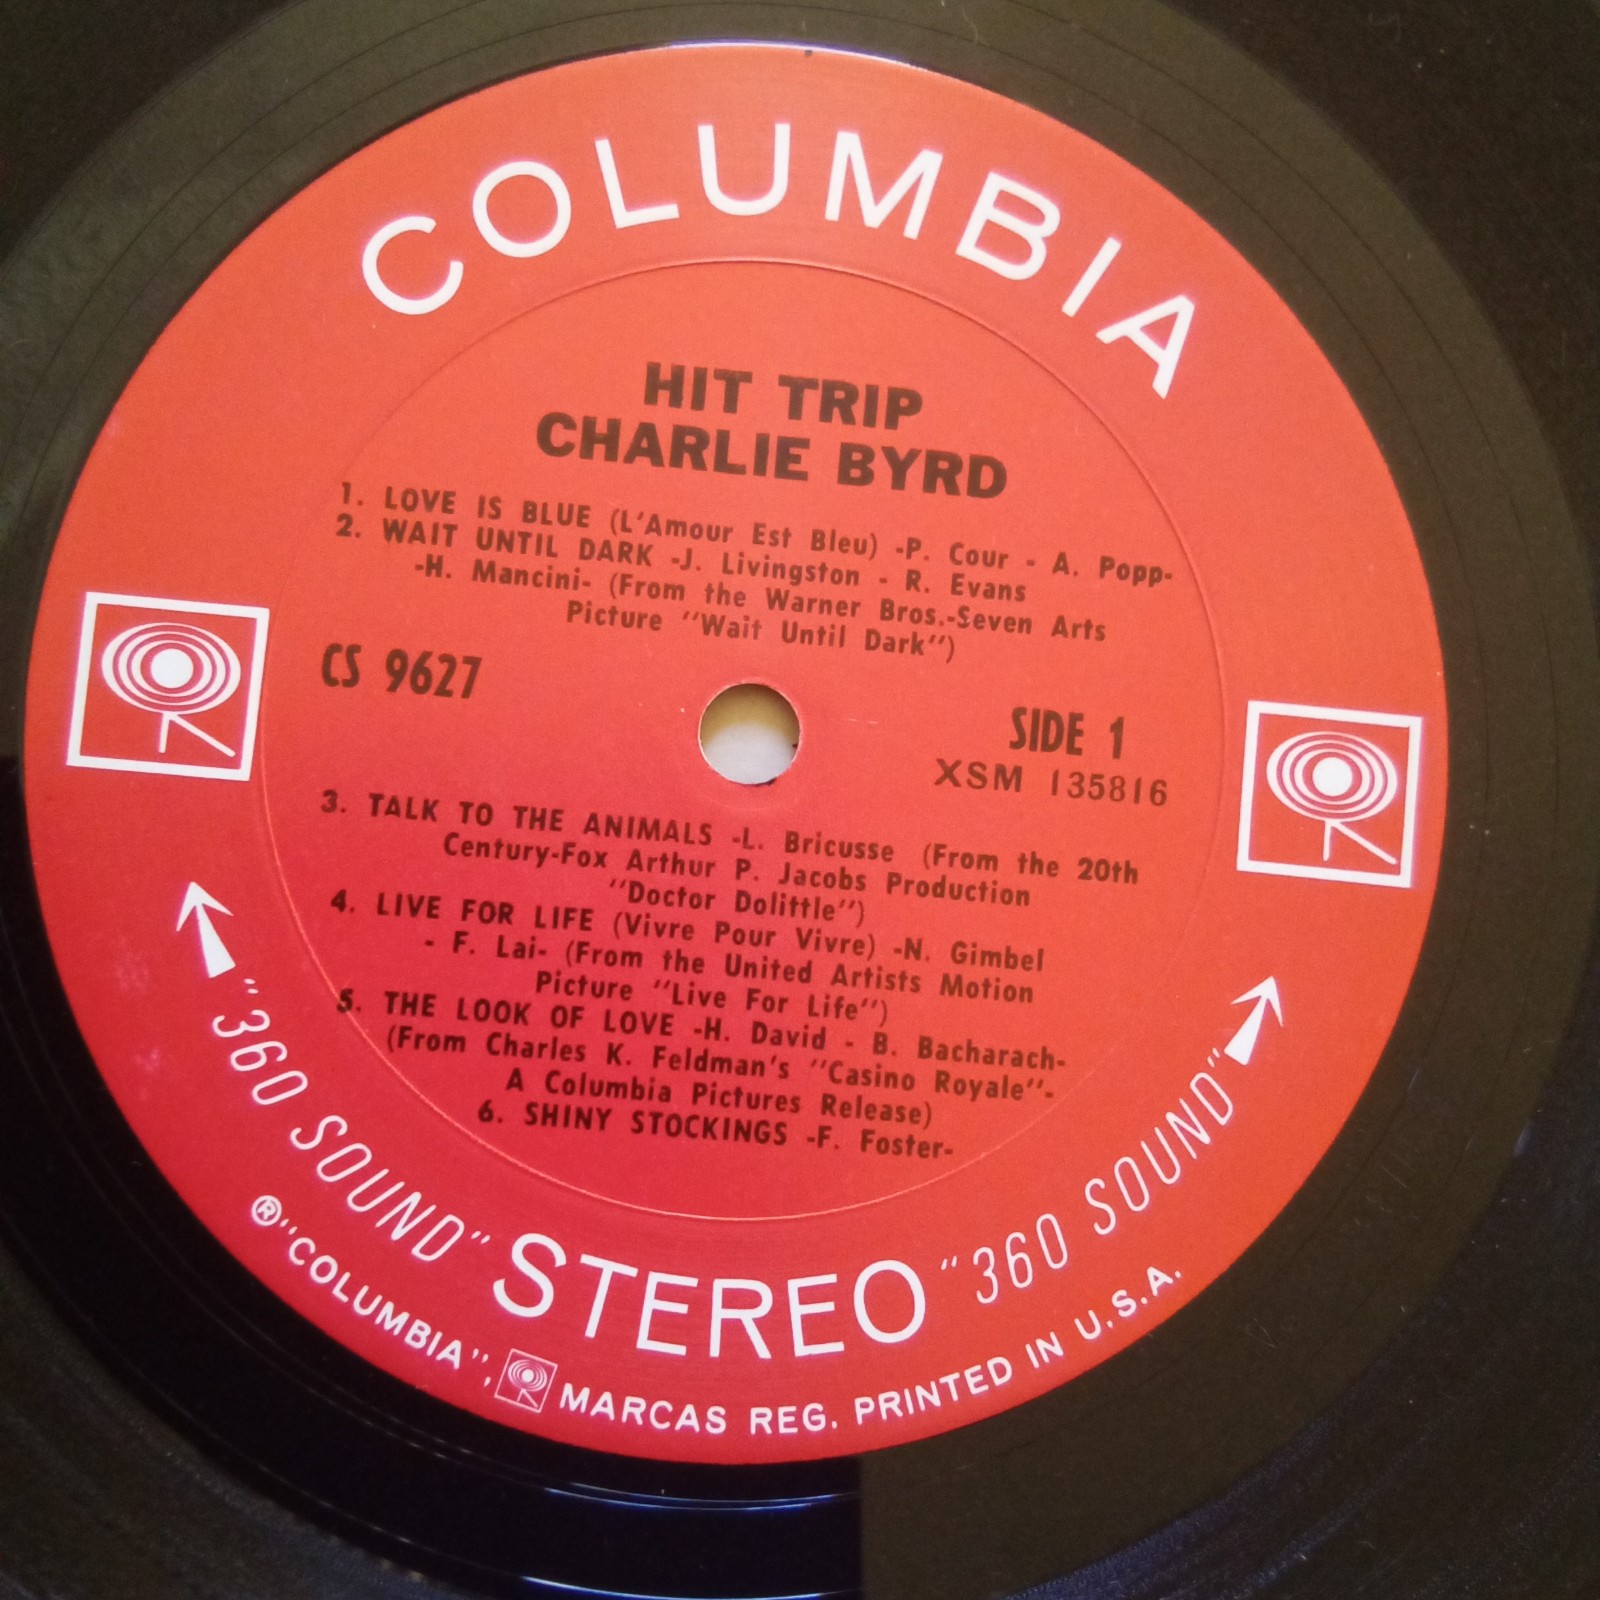 COLUMBIA
HIT TRIP
CHARLIE BYRD
1. LOVE IS BLUE (L'Amour Est Bleu) -P. Cour - A. Popp-
2. WAIT UNTIL DARK -J. Livingston - R. Evans
-H. Mancini- (From the Warner Bros.-Seven Arts
Picture "Wait Until Dark")
CS 9627
SIDE 1
XSM 135816
3. TALK TO THE ANIMALS -L. Bricusse (From the 20th
Century-Fox Arthur P. Jacobs Production
"Doctor Dolittle")
4. LIVE FOR LIFE (Vivre Pour Vivre) -N. Gimbel
- F. Lai- (From the United Artists Motion
Picture "Live For Life")
5. THE LOOK OF LOVE -H. David - B. Bacharach-
(From Charles K. Feldman's "Casino Royale"-
A Columbia Pictures Release)
6. SHINY STOCKINGS -F. Foster-
"360 SOUND" STEREO "360 SOUND"
®"COLUMBIA", MARCAS REG. PRINTED IN U.S.A.